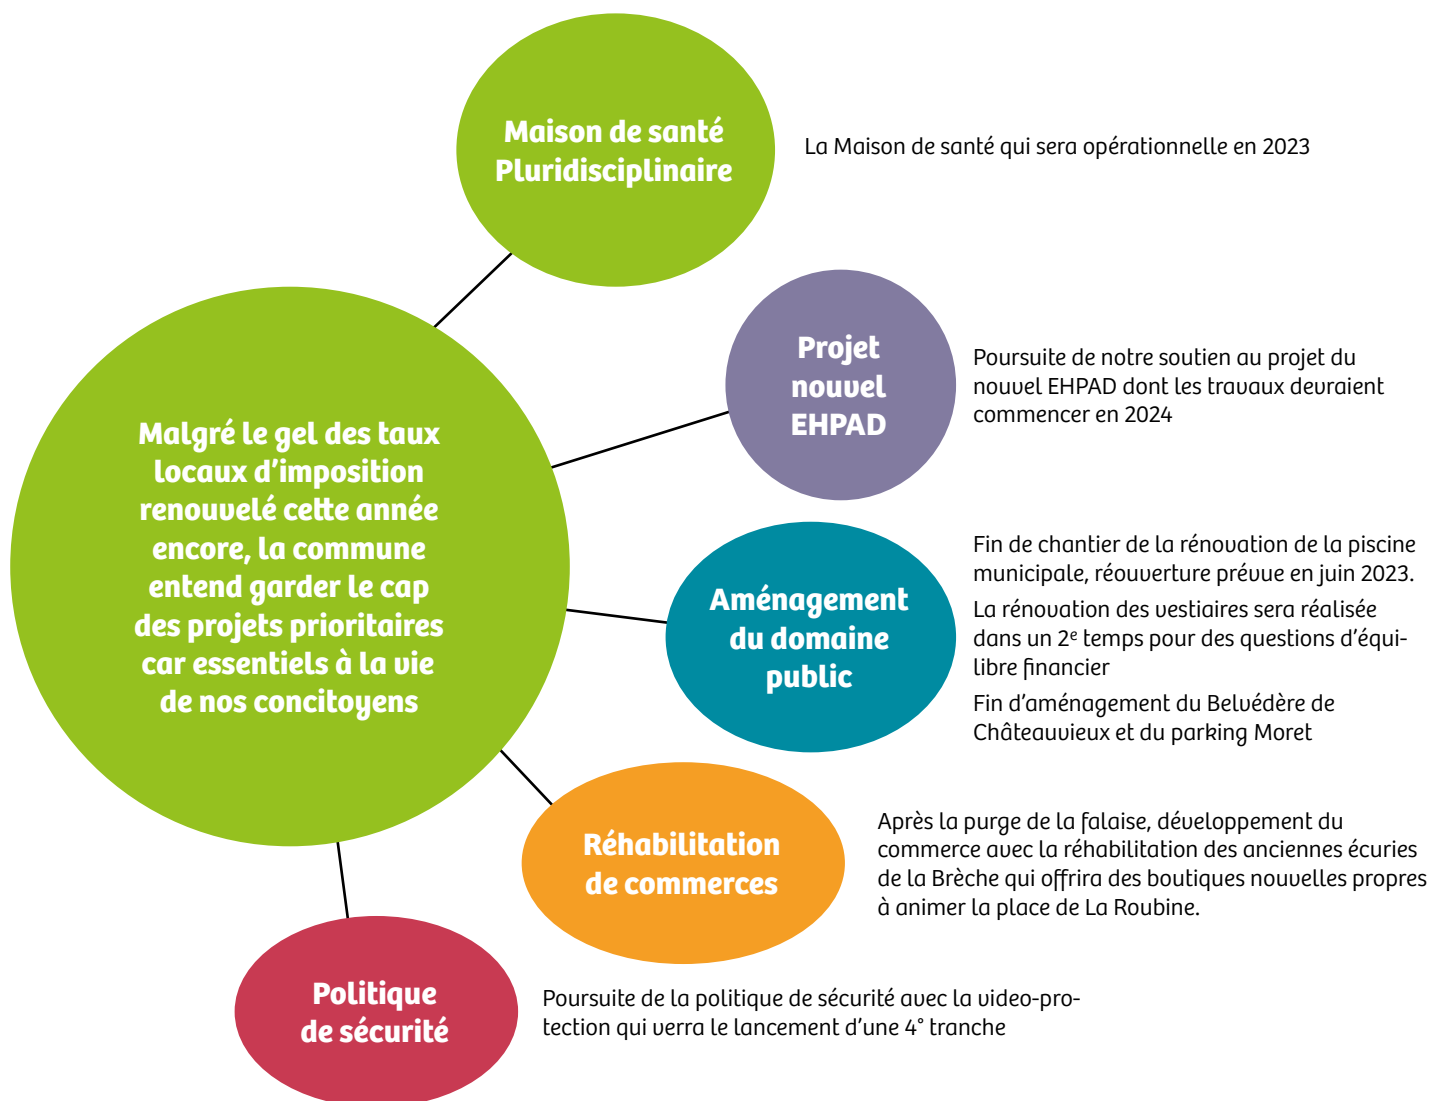 Maison de santé
Pluridisciplinaire
La Maison de santé qui sera opérationnelle en 2023
Projet
nouvel
EHPAD
Poursuite de notre soutien au projet du
nouvel EHPAD dont les travaux devraient
commencer en 2024
Malgré le gel des taux
locaux d'imposition
renouvelé cette année
encore, la commune
entend garder le cap
des projets prioritaires
car essentiels à la vie
de nos concitoyens
Aménagement
du domaine
public
Fin de chantier de la rénovation de la piscine
municipale, réouverture prévue en juin 2023.
La rénovation des vestiaires sera réalisée
dans un 2e temps pour des questions d'équi-
libre financier
Fin d'aménagement du Belvédère de
Châteauvieux et du parking Moret
Réhabilitation
de commerces
Après la purge de la falaise, développement du
commerce avec la réhabilitation des anciennes écuries
de la Brèche qui offrira des boutiques nouvelles propres
à animer la place de La Roubine.
Politique
de sécurité
Poursuite de la politique de sécurité avec la video-pro-
tection qui verra le lancement d'une 4° tranche